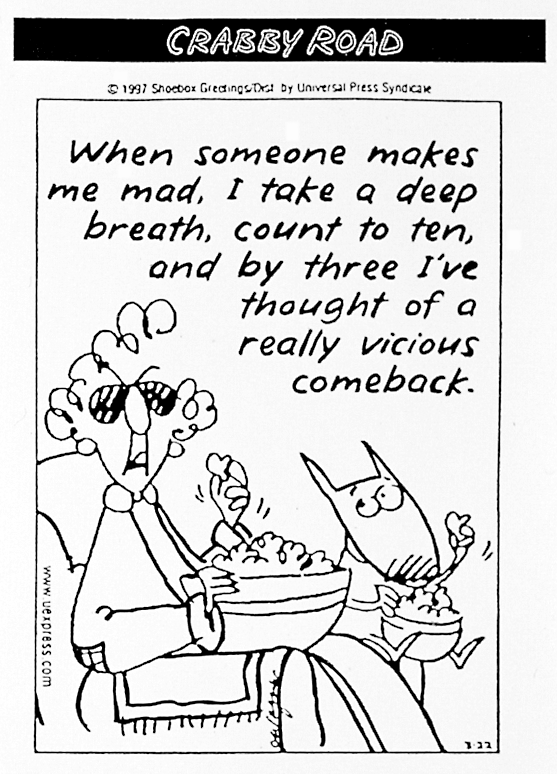 CRABBY ROAD
© 1997 Shoebox Greetings/Dist. by Universal Press Syndicate
When someone makes
me mad, I take a deep
breath, count to ten,
and by three I've
thought of a
really vicious
comeback.
www.uexpress.com
3-22